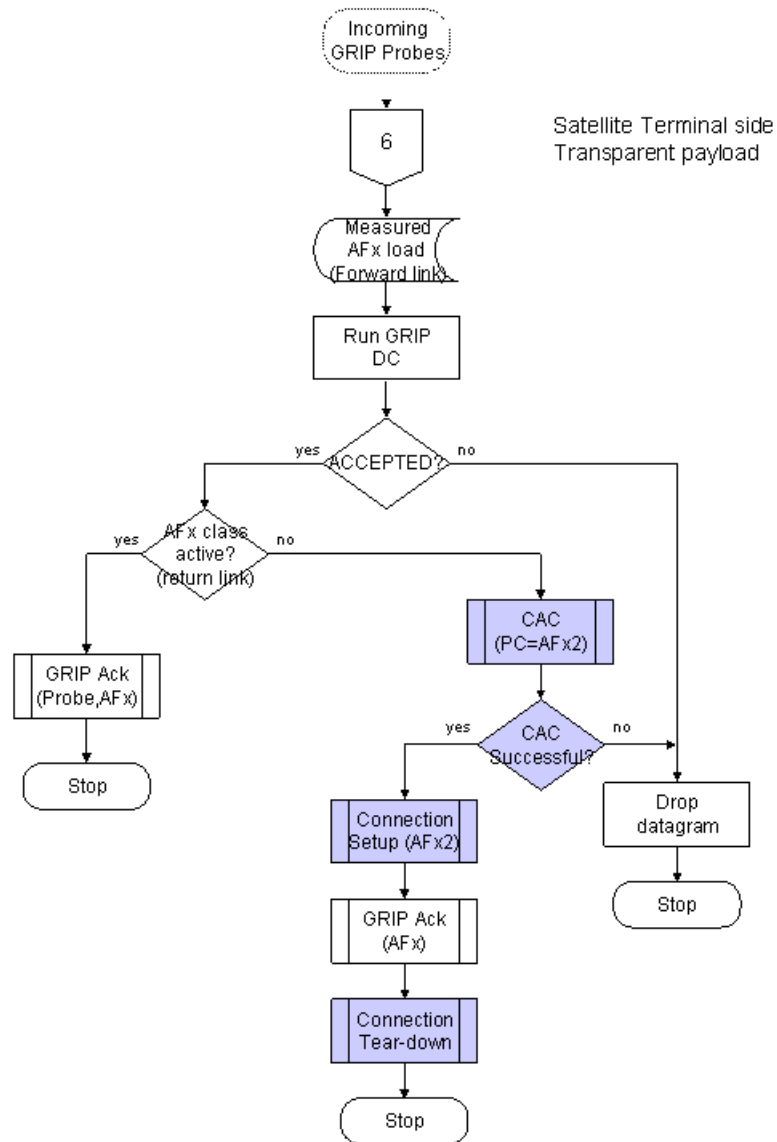 Incoming
GRIP Probes
6
Satellite Terminal side
Transparent payload
Measured
AFx load
(Forward link)
Run GRIP
DC
yes
ACCEPTED?
no
yes
AFx class
active?
(return link)
no
CAC
(PC=AFx2)
GRIP Ack
(Probe,AFx)
yes
CAC
Successful?
no
Stop
Connection
Setup (AFx2)
Drop
datagram
GRIP Ack
(AFx)
Stop
Connection
Tear-down
Stop